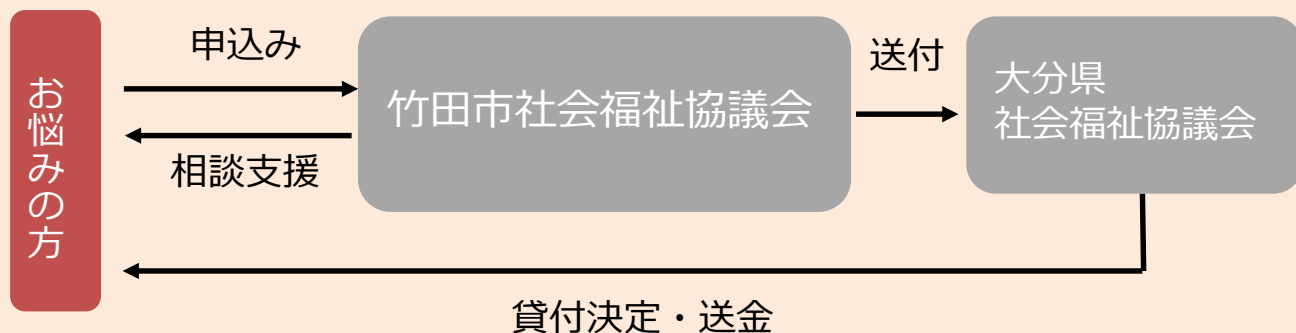 お悩みの方
申込み
相談支援
竹田市社会福祉協議会
送付
大分県
社会福祉協議会
貸付決定・送金